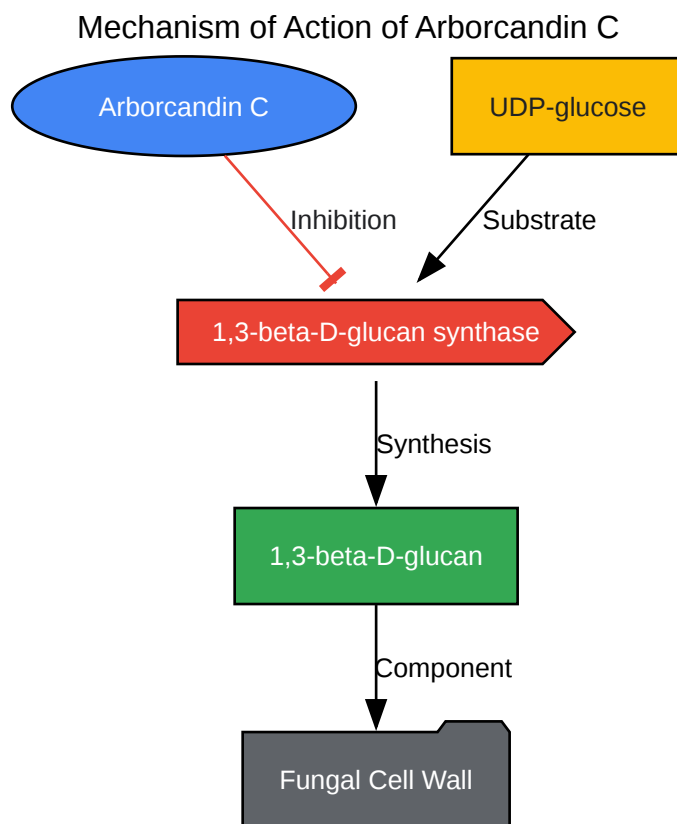 Mechanism of Action of Arborcandin C
Arborcandin C
UDP-glucose
Inhibition
Substrate
1,3-beta-D-glucan synthase
Synthesis
1,3-beta-D-glucan
Component
Fungal Cell Wall